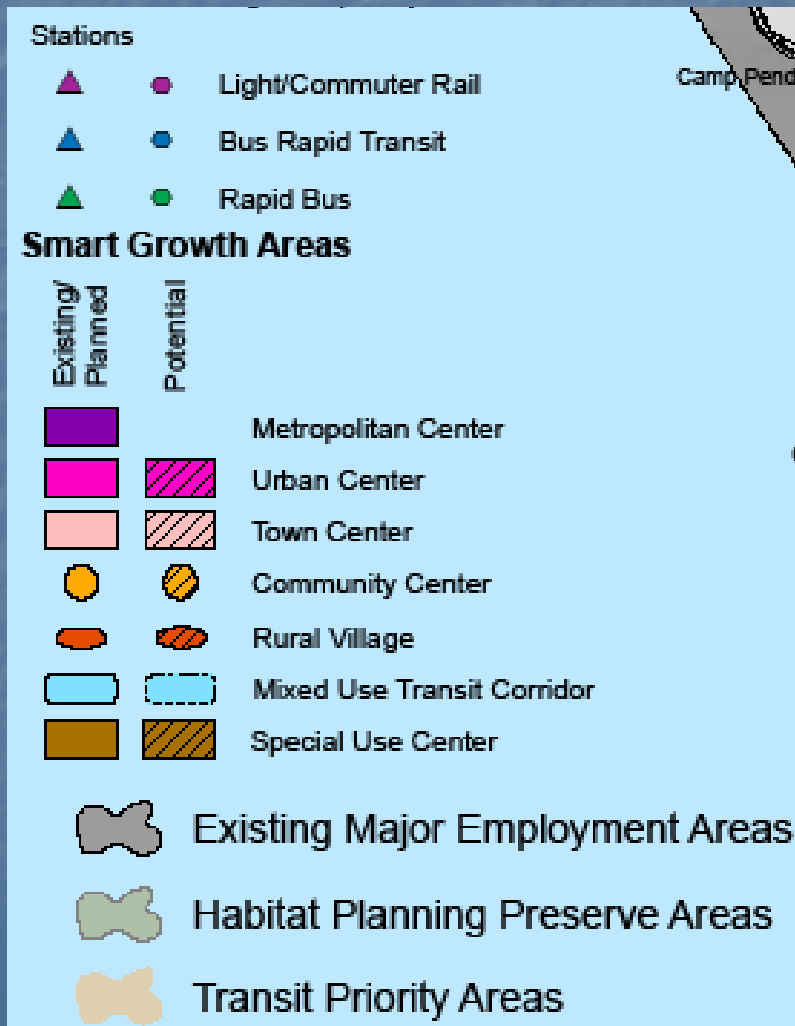 Stations
Camp Pend
Light/Commuter Rail
Bus Rapid Transit
Rapid Bus
Smart Growth Areas
Existing/
Planned
Potential
Metropolitan Center
Urban Center
Town Center
Community Center
Rural Village
Mixed Use Transit Corridor
Special Use Center
Existing Major Employment Areas
Habitat Planning Preserve Areas
Transit Priority Areas